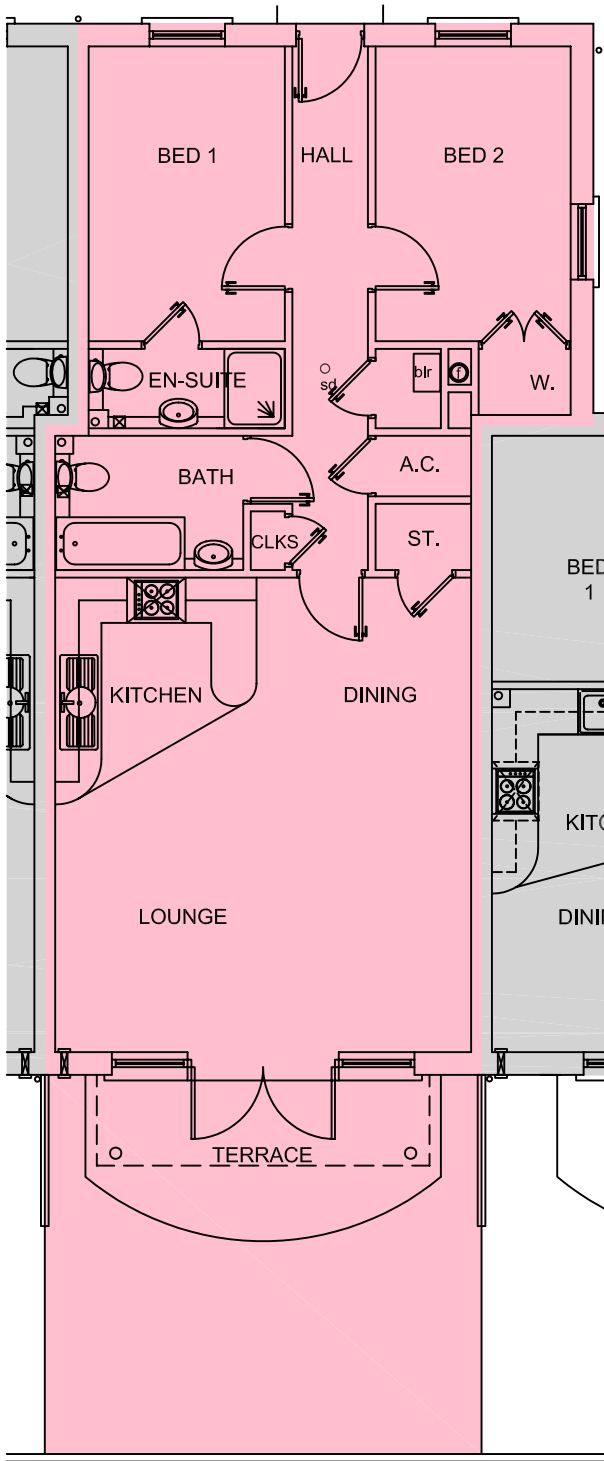 BED 1
HALL
BED 2
EN-SUITE
sd
blr
f
W.
BATH
A.C.
CLKS
ST.
BED
1
KITCHEN
DINING
KITC
LOUNGE
DININ
TERRACE